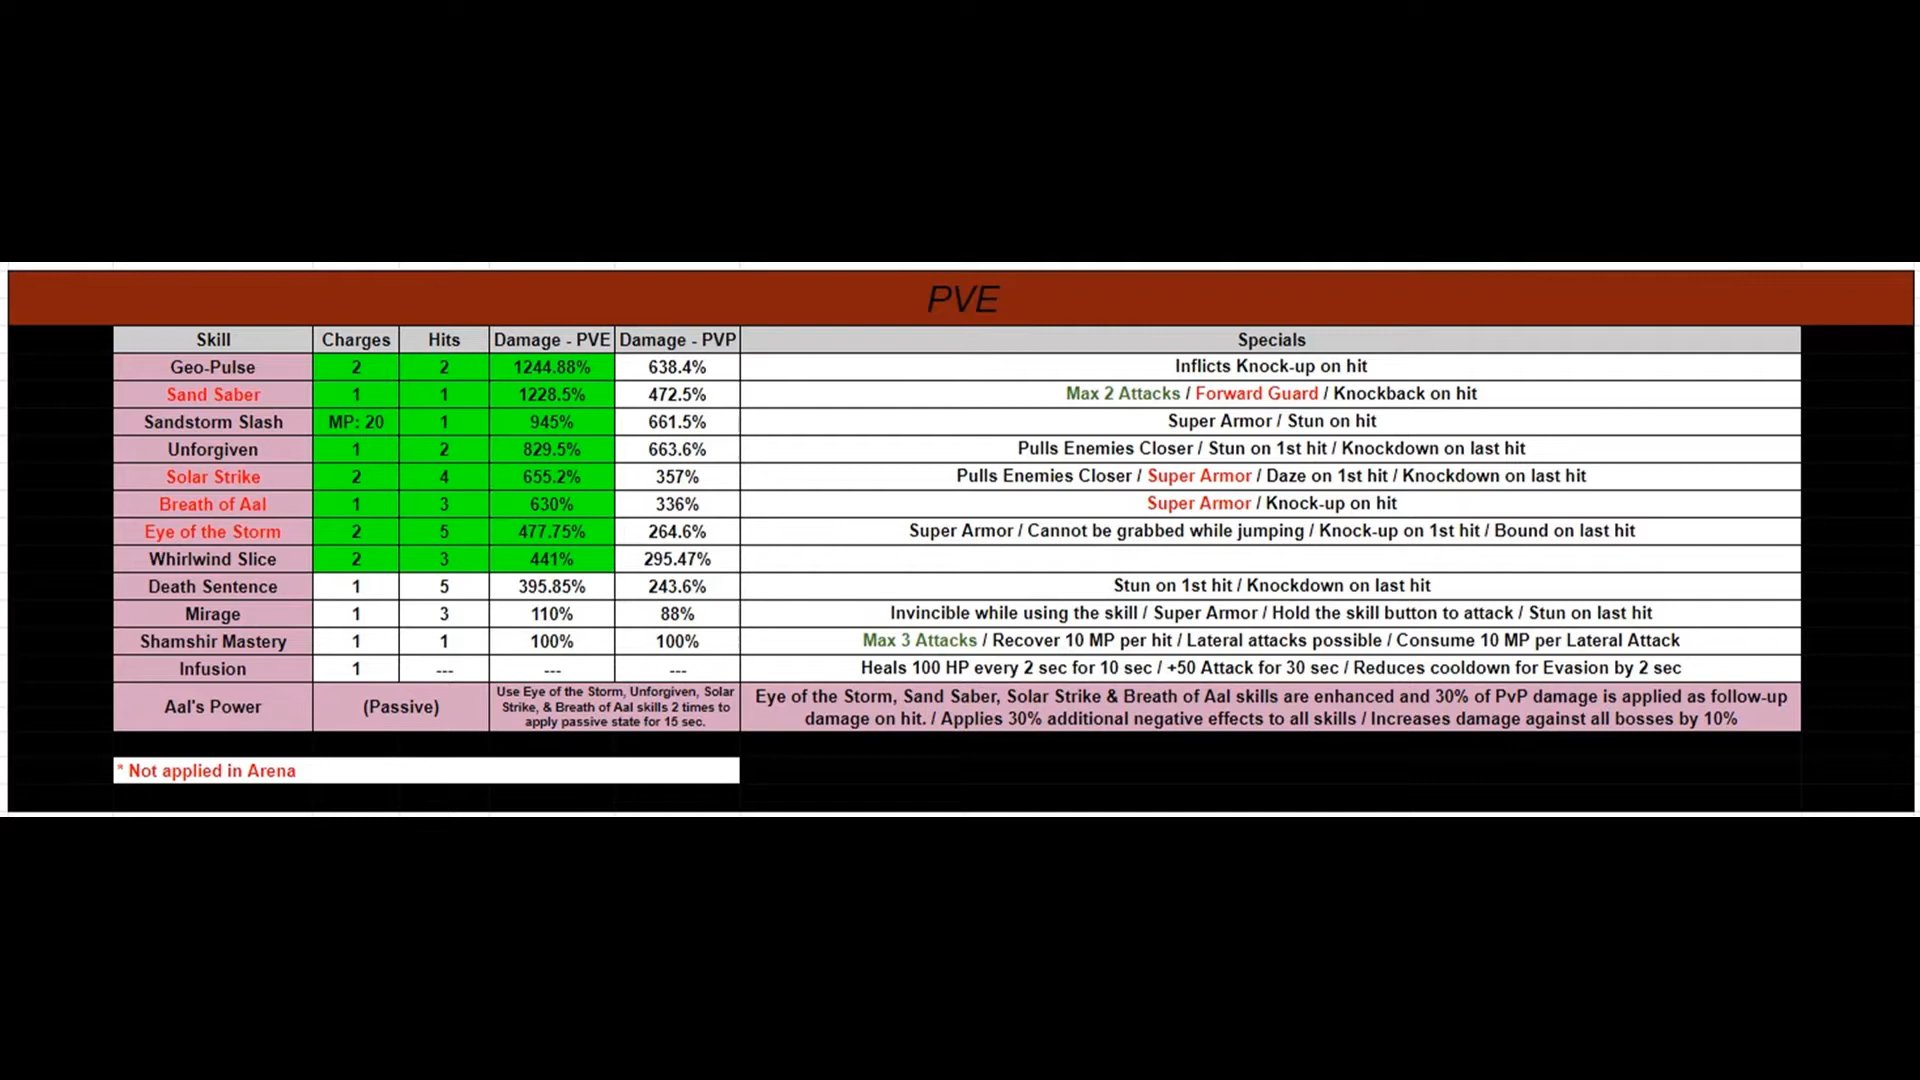 PVE
Skill Charges Hits Damage - PVE Damage - PVP Specials
Geo-Pulse 2 2 1244.88% 638.4% Inflicts Knock-up on hit
Sand Saber 1 1 1228.5% 472.5% Max 2 Attacks / Forward Guard / Knockback on hit
Sandstorm Slash MP: 20 1 945% 661.5% Super Armor / Stun on hit
Unforgiven 1 2 829.5% 663.6% Pulls Enemies Closer / Stun on 1st hit / Knockdown on last hit
Solar Strike 2 4 655.2% 357% Pulls Enemies Closer / Super Armor / Daze on 1st hit / Knockdown on last hit
Breath of Aal 1 3 630% 336% Super Armor / Knock-up on hit
Eye of the Storm 2 5 477.75% 264.6% Super Armor / Cannot be grabbed while jumping / Knock-up on 1st hit / Bound on last hit
Whirlwind Slice 2 3 441% 295.47%
Death Sentence 1 5 395.85% 243.6% Stun on 1st hit / Knockdown on last hit
Mirage 1 3 110% 88% Invincible while using the skill / Super Armor / Hold the skill button to attack / Stun on last hit
Shamshir Mastery 1 1 100% 100% Max 3 Attacks / Recover 10 MP per hit / Lateral attacks possible / Consume 10 MP per Lateral Attack
Infusion 1 --- --- --- Heals 100 HP every 2 sec for 10 sec / +50 Attack for 30 sec / Reduces cooldown for Evasion by 2 sec
Aal's Power (Passive)
Use Eye of the Storm, Unforgiven, Solar
Strike, & Breath of Aal skills 2 times to
apply passive state for 15 sec.
Eye of the Storm, Sand Saber, Solar Strike & Breath of Aal skills are enhanced and 30% of PvP damage is applied as follow-up
damage on hit. / Applies 30% additional negative effects to all skills / Increases damage against all bosses by 10%
* Not applied in Arena